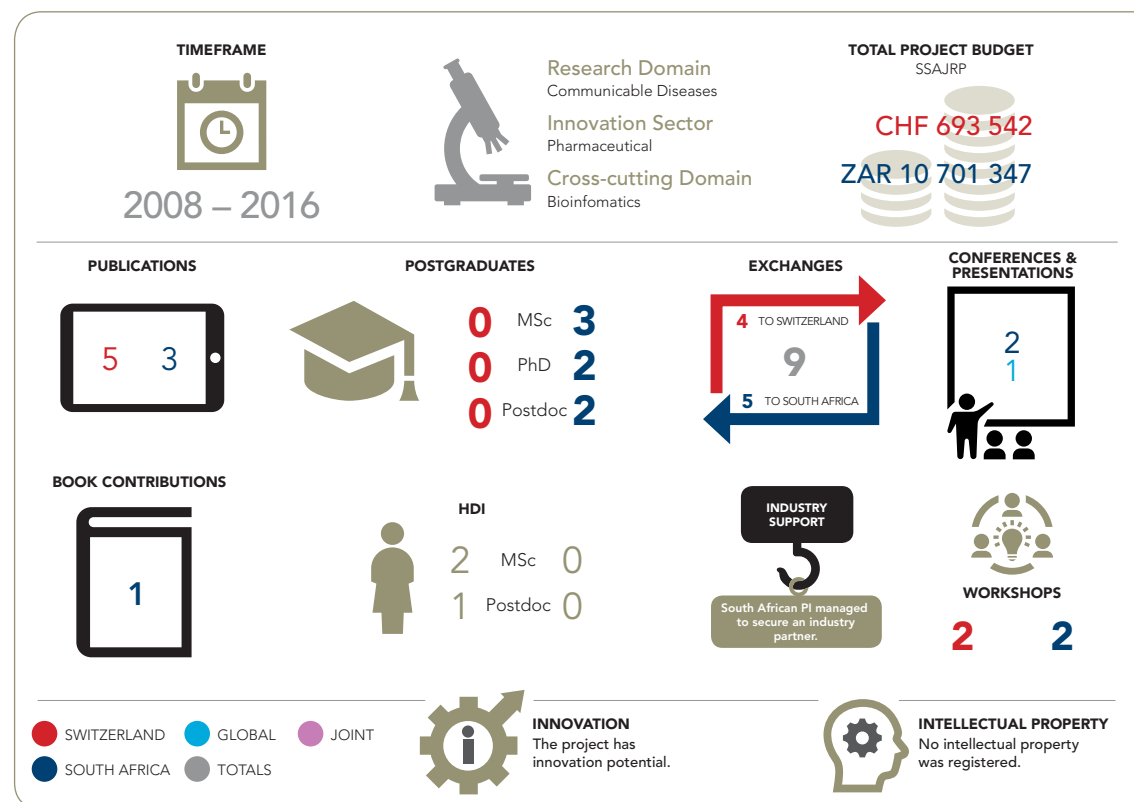 TIMEFRAME
2008 – 2016
Research Domain
Communicable Diseases
Innovation Sector
Pharmaceutical
Cross-cutting Domain
Bioinfomatics
TOTAL PROJECT BUDGET
SSAJRP
CHF 693 542
ZAR 10 701 347
PUBLICATIONS
5 3
POSTGRADUATES
0 MSc 3
0 PhD 2
0 Postdoc 2
EXCHANGES
4 TO SWITZERLAND
9
5 TO SOUTH AFRICA
CONFERENCES &
PRESENTATIONS
2
1
BOOK CONTRIBUTIONS
1
HDI
2 MSc 0
1 Postdoc 0
INDUSTRY
SUPPORT
South African PI managed
to secure an industry
partner.
WORKSHOPS
2 2
SWITZERLAND
GLOBAL
JOINT
SOUTH AFRICA
TOTALS
i
INNOVATION
The project has
innovation potential.
INTELLECTUAL PROPERTY
No intellectual property
was registered.